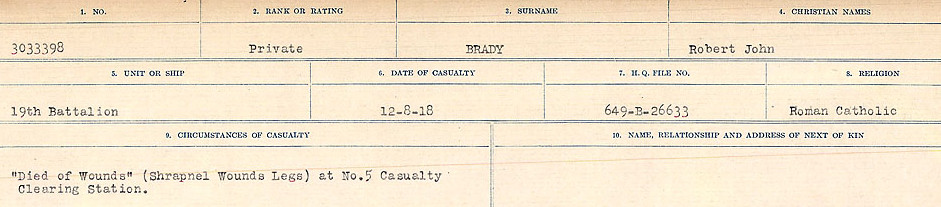 1. NO. 2. RANK OR RATING 3. SURNAME 4. CHRISTIAN NAMES
3033398 Private BRADY Robert John
5. UNIT OR SHIP 6. DATE OF CASUALTY 7. H.Q. FILE NO. 8. RELIGION
19th Battalion 12-8-18 649-B-26633 Roman Catholic
9. CIRCUMSTANCES OF CASUALTY 10. NAME, RELATIONSHIP AND ADDRESS OF NEXT OF KIN
"Died of Wounds" (Shrapnel Wounds Legs) at No.5 Casualty
Clearing Station.